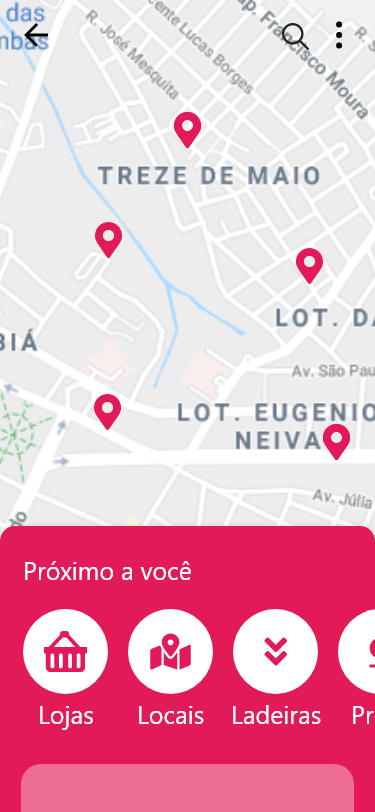 das
mbas
R. José Mesquita
cente Lucas Borges
ap. Francisco Moura
R. S
TREZE DE MAIO
LOT. DA
BIÁ
Av. São Pau
LOT. EUGENIO
NEIVA
Av. Júlia
do
Próximo a você
Lojas
Locais
Ladeiras
Pr